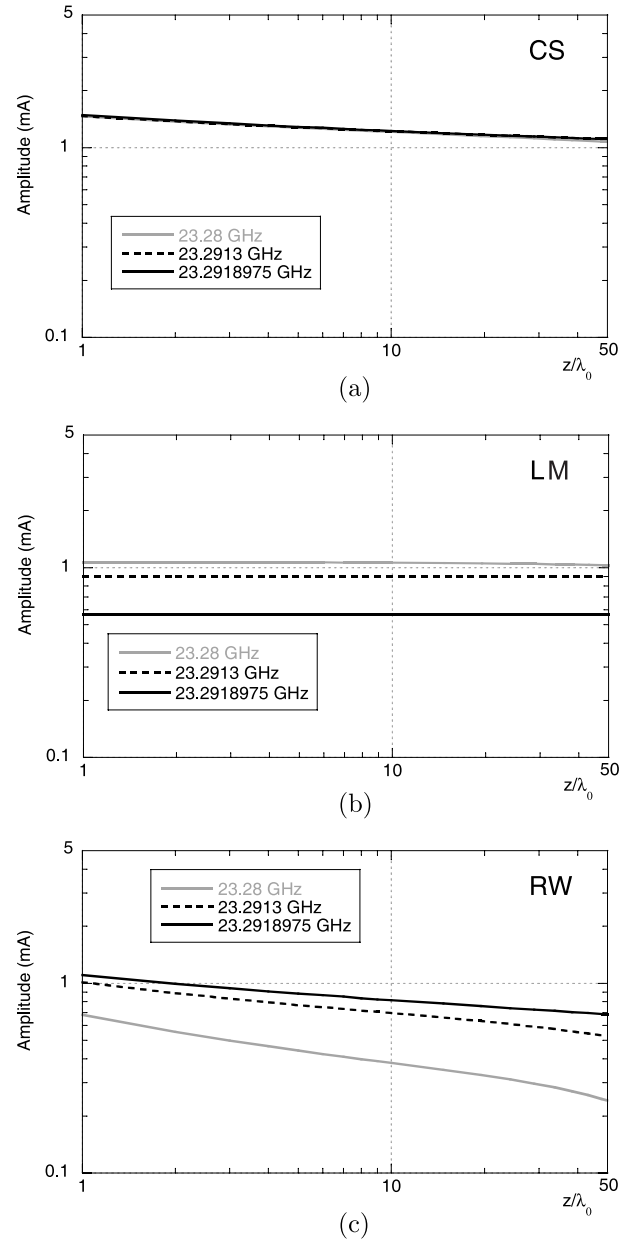 5
CS
Amplitude (mA)
1
23.28 GHz
23.2913 GHz
23.2918975 GHz
0.1
1
10
50
z/λ₀
(a)
5
LM
Amplitude (mA)
1
23.28 GHz
23.2913 GHz
23.2918975 GHz
0.1
1
10
50
z/λ₀
(b)
5
RW
23.28 GHz
23.2913 GHz
23.2918975 GHz
Amplitude (mA)
1
0.1
1
10
50
z/λ₀
(c)